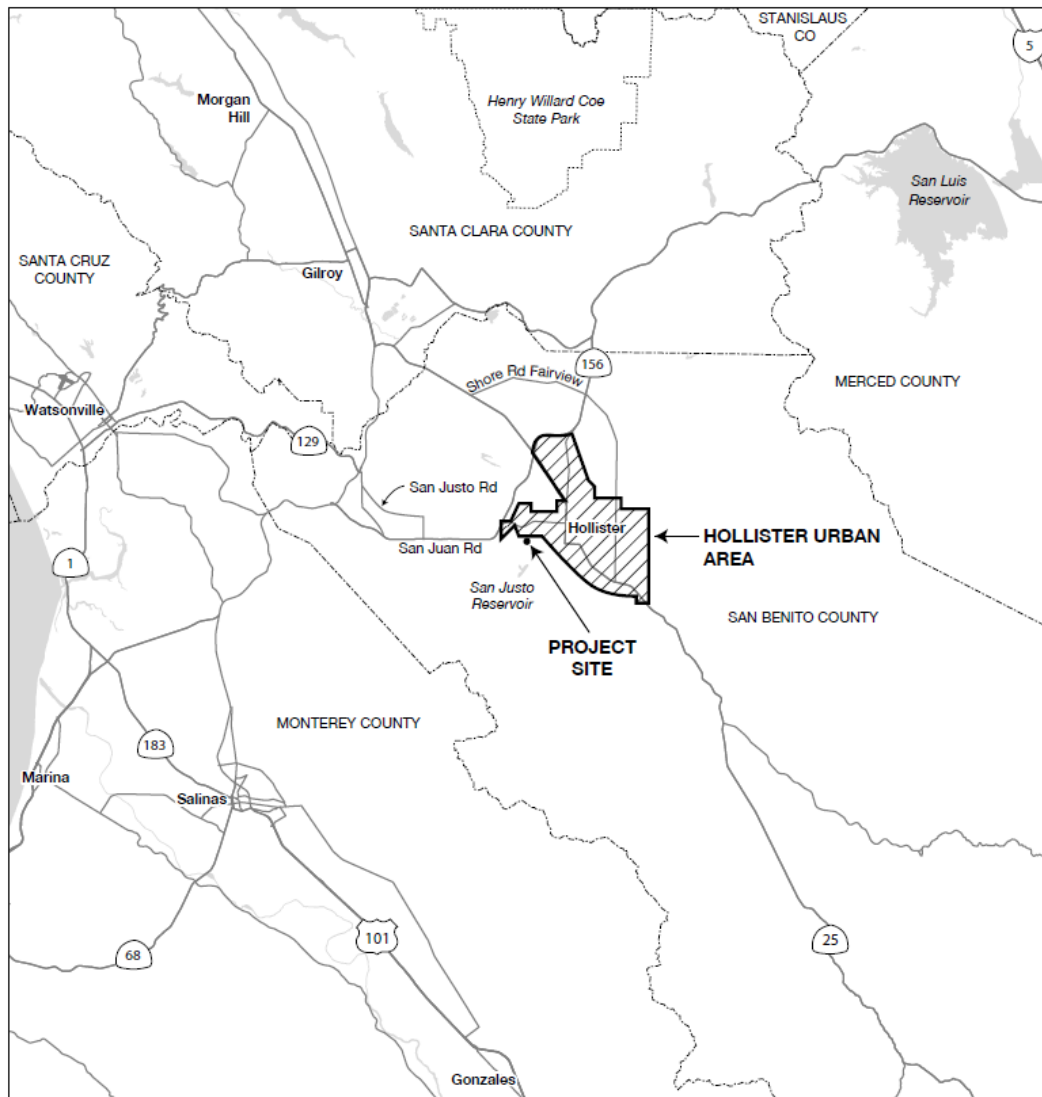 STANISLAUS
CO
5
Morgan
Hill
Henry Willard Coe
State Park
San Luis
Reservoir
SANTA CLARA COUNTY
SANTA CRUZ
COUNTY
Gilroy
156
Shore Rd Fairview
MERCED COUNTY
Watsonville
129
San Justo Rd
Hollister
HOLLISTER URBAN
AREA
San Juan Rd
1
San Justo
Reservoir
SAN BENITO COUNTY
PROJECT
SITE
MONTEREY COUNTY
183
Marina
Salinas
101
25
68
Gonzales